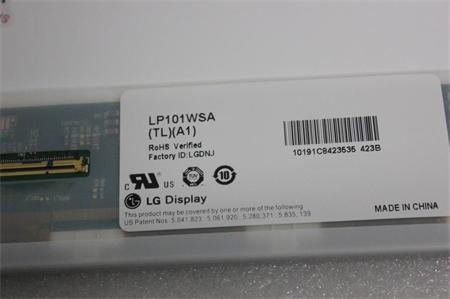 LP101WSA
(TL)(A1)
RoHS Verified
Factory ID:LGDNJ
10191C8423535 423B
c RU US 10
LG Display
MADE IN CHINA
This product may be covered by one or more of the following
US Patent Nos. 5,041,823, 5,061,920, 5,280,371, 5,835,139